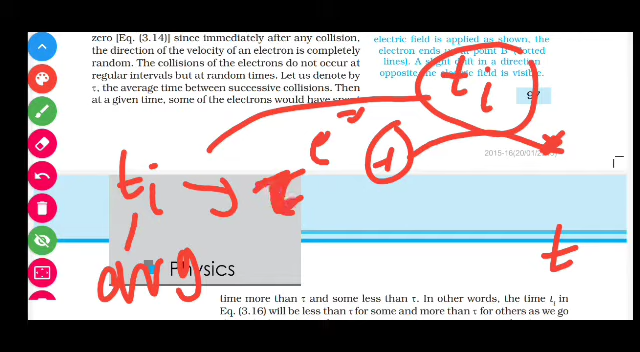 zero [Eq. (3.14)] since immediately after any collision,
the direction of the velocity of an electron is completely
random. The collisions of the electrons do not occur at
regular intervals but at random times. Let us denote by
τ, the average time between successive collisions. Then
at a given time, some of the electrons would have spent
electric field is applied as shown, the
electron ends up at point B′ (dotted
lines). A slight drift in a direction
opposite the electric field is visible.
97
ti
e
1
2015-16(20/01/2015)
ti → τ
avg
t
Physics
time more than τ and some less than τ. In other words, the time ti in
Eq. (3.16) will be less than τ for some and more than τ for others as we go